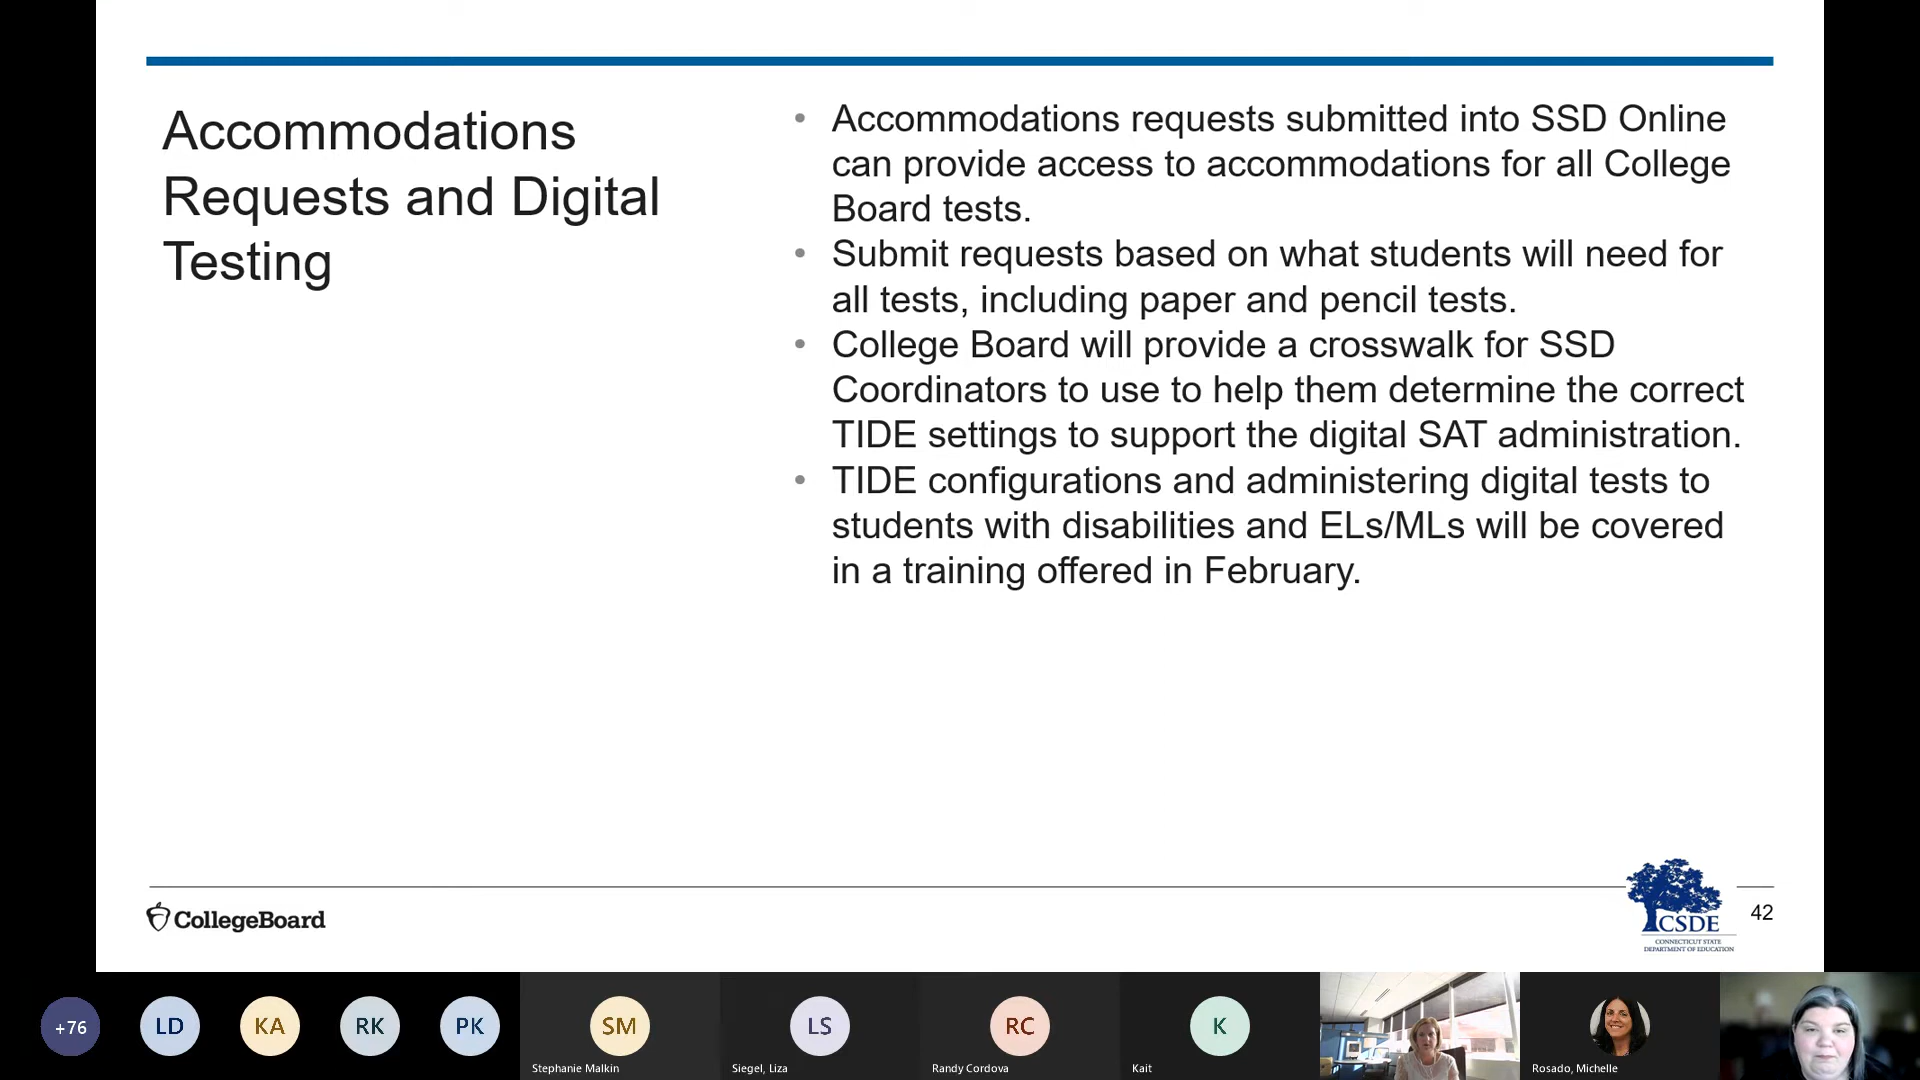 Accommodations
Requests and Digital
Testing
• Accommodations requests submitted into SSD Online
can provide access to accommodations for all College
Board tests.
• Submit requests based on what students will need for
all tests, including paper and pencil tests.
• College Board will provide a crosswalk for SSD
Coordinators to use to help them determine the correct
TIDE settings to support the digital SAT administration.
• TIDE configurations and administering digital tests to
students with disabilities and ELs/MLs will be covered
in a training offered in February.
CollegeBoard
CSDE
CONNECTICUT STATE
DEPARTMENT OF EDUCATION
42
+76
LD
KA
RK
PK
SM
Stephanie Malkin
LS
Siegel, Liza
RC
Randy Cordova
K
Kait
Rosado, Michelle